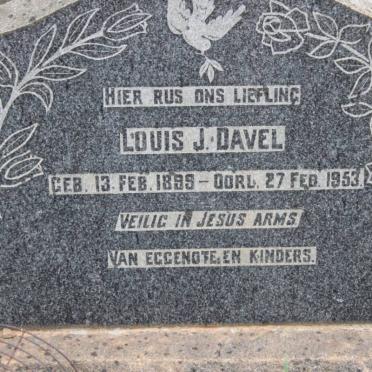 HIER RUS ONS LIEFLING
LOUIS J. DAVEL
GEB. 13. FEB. 1899 – OORL. 27 FEB. 1953.
VEILIG IN JESUS ARMS
VAN EGGENOTE EN KINDERS.